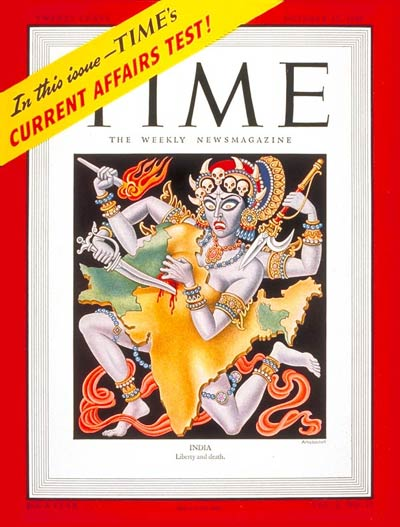 In this issue—TIME's
CURRENT AFFAIRS TEST!
TIME
THE WEEKLY NEWSMAGAZINE
INDIA
Liberty and death.